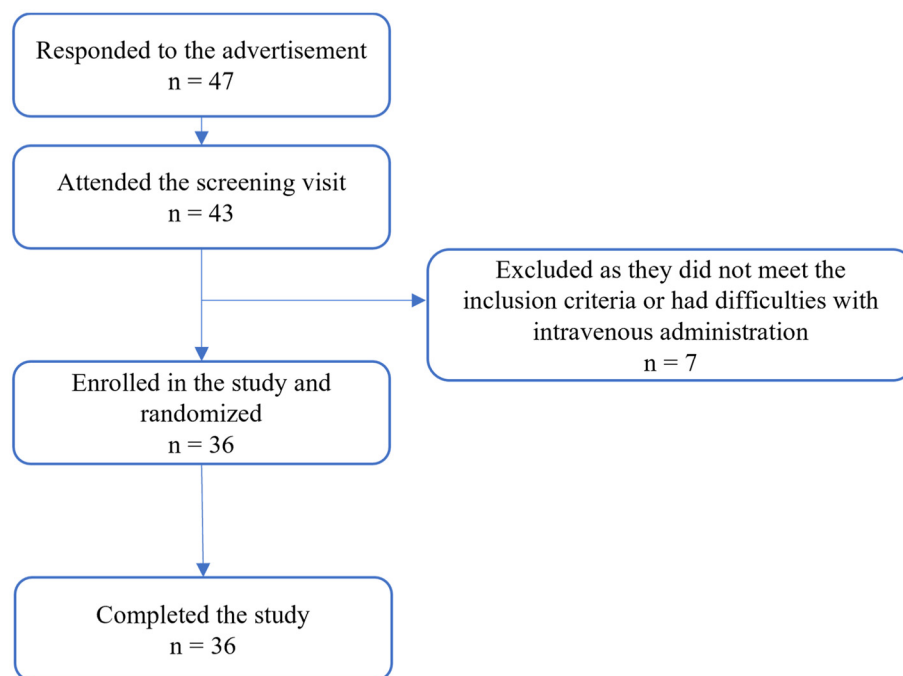 Responded to the advertisement
n = 47
Attended the screening visit
n = 43
Excluded as they did not meet the
inclusion criteria or had difficulties with
intravenous administration
n = 7
Enrolled in the study and
randomized
n = 36
Completed the study
n = 36